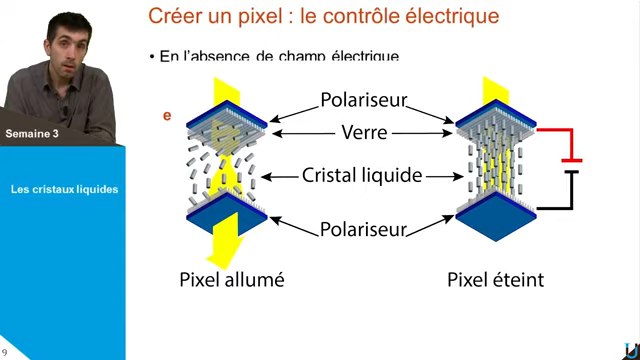 Créer un pixel : le contrôle électrique
• En l'absence de champ électrique
e
Semaine 3
Les cristaux liquides
Polariseur
Verre
Cristal liquide
Polariseur
Pixel allumé
Pixel éteint
9